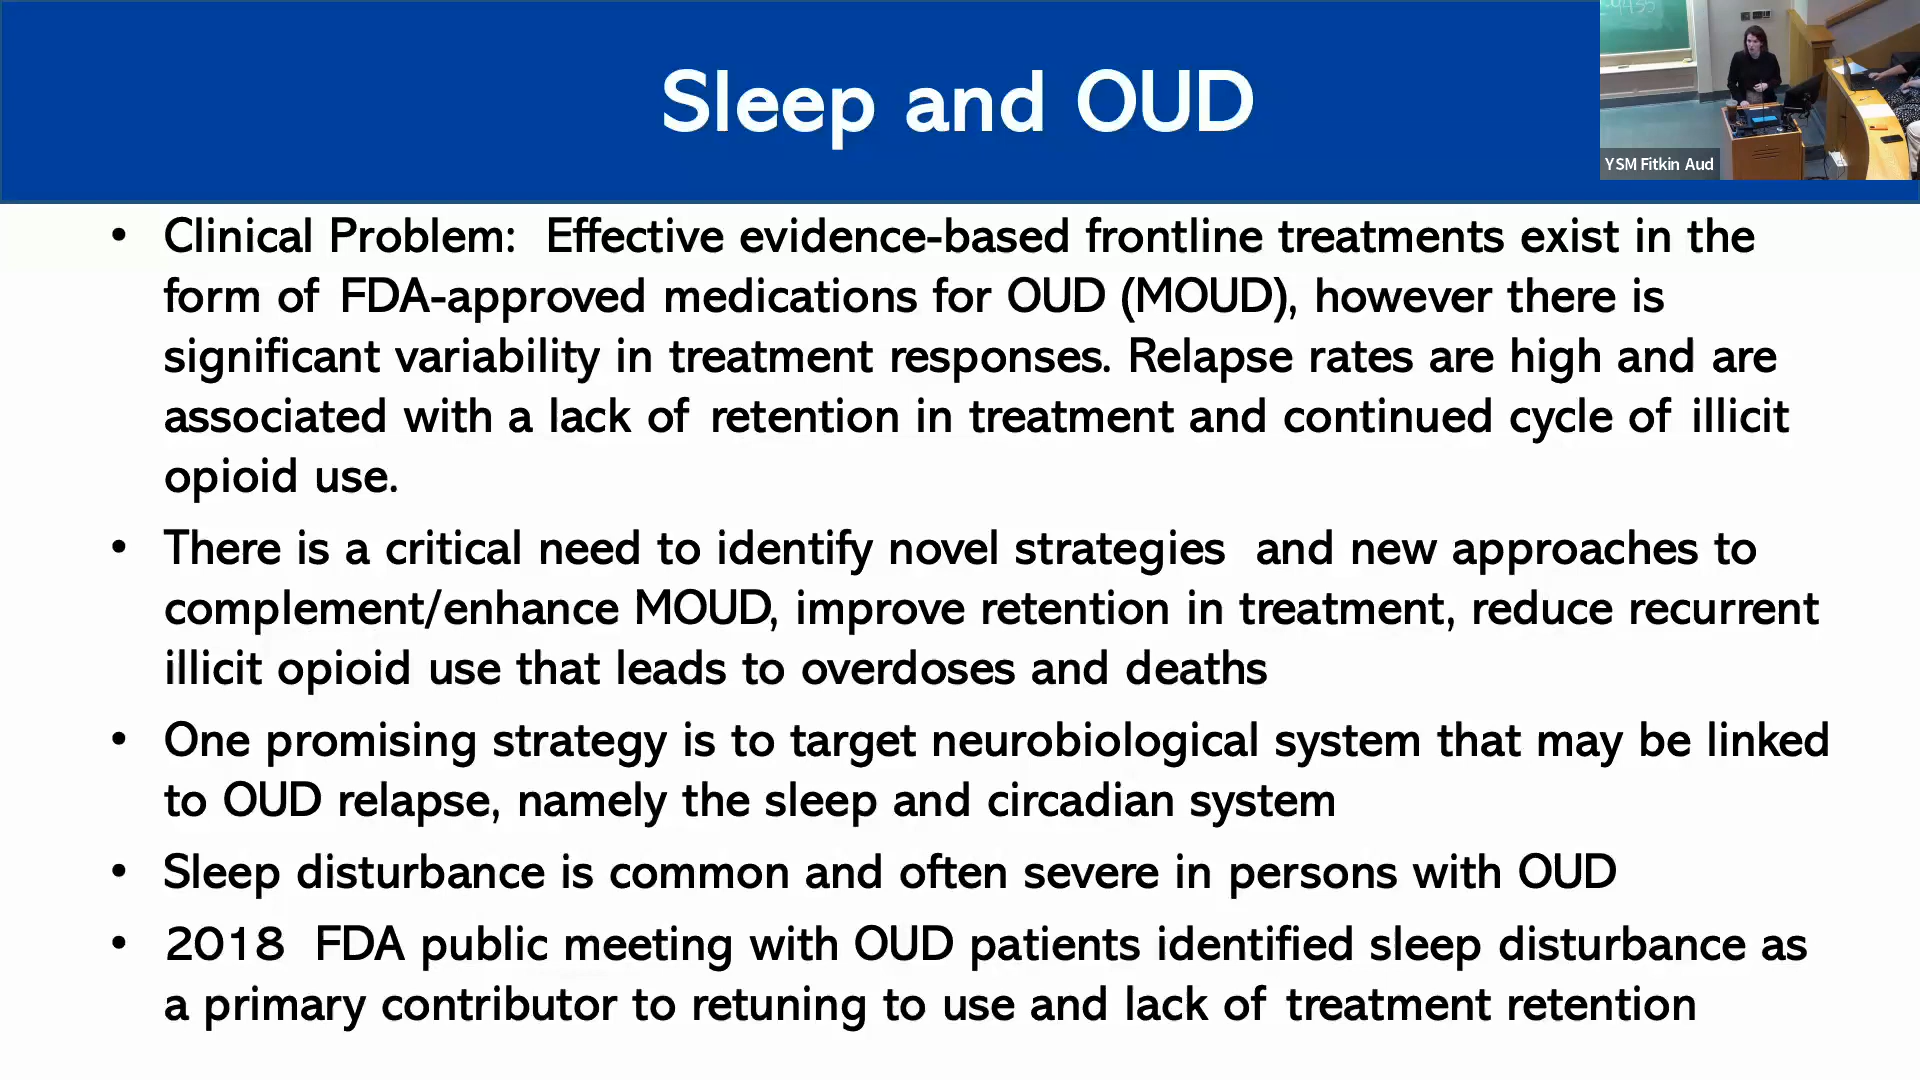 Sleep and OUD
YSM Fitkin Aud
• Clinical Problem:  Effective evidence-based frontline treatments exist in the
form of FDA-approved medications for OUD (MOUD), however there is
significant variability in treatment responses. Relapse rates are high and are
associated with a lack of retention in treatment and continued cycle of illicit
opioid use.
• There is a critical need to identify novel strategies  and new approaches to
complement/enhance MOUD, improve retention in treatment, reduce recurrent
illicit opioid use that leads to overdoses and deaths
• One promising strategy is to target neurobiological system that may be linked
to OUD relapse, namely the sleep and circadian system
• Sleep disturbance is common and often severe in persons with OUD
• 2018  FDA public meeting with OUD patients identified sleep disturbance as
a primary contributor to retuning to use and lack of treatment retention